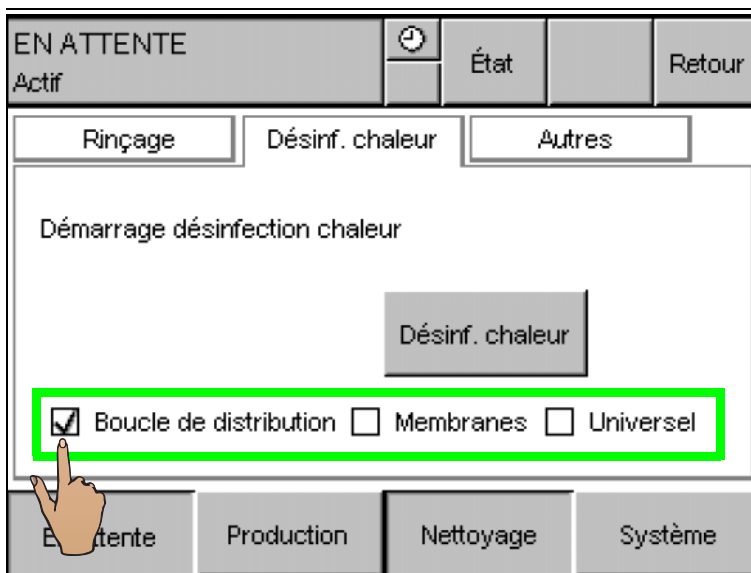 EN ATTENTE
Actif
État
Retour
Rinçage
Désinf. chaleur
Autres
Démarrage désinfection chaleur
Désinf. chaleur
Boucle de distribution
Membranes
Universel
Production
Nettoyage
Système